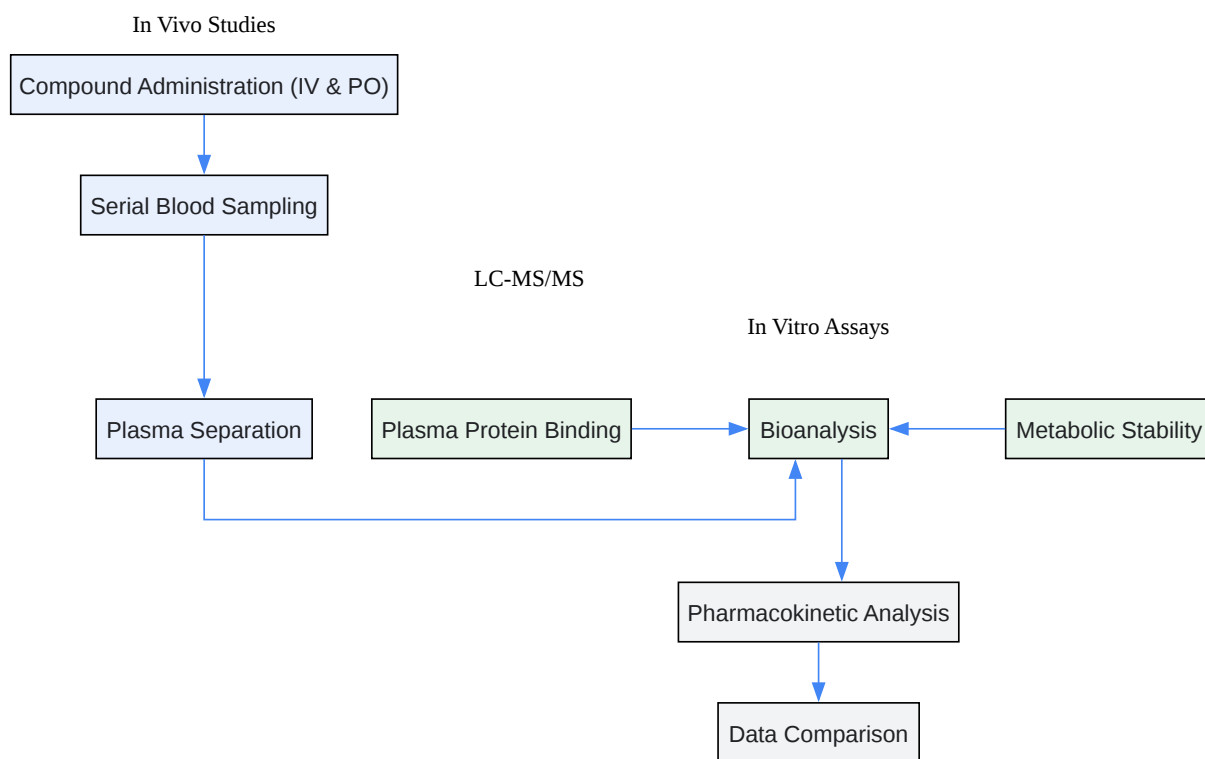 In Vivo Studies
Compound Administration (IV & PO)
Serial Blood Sampling
LC-MS/MS
In Vitro Assays
Plasma Separation
Plasma Protein Binding
Bioanalysis
Metabolic Stability
Pharmacokinetic Analysis
Data Comparison